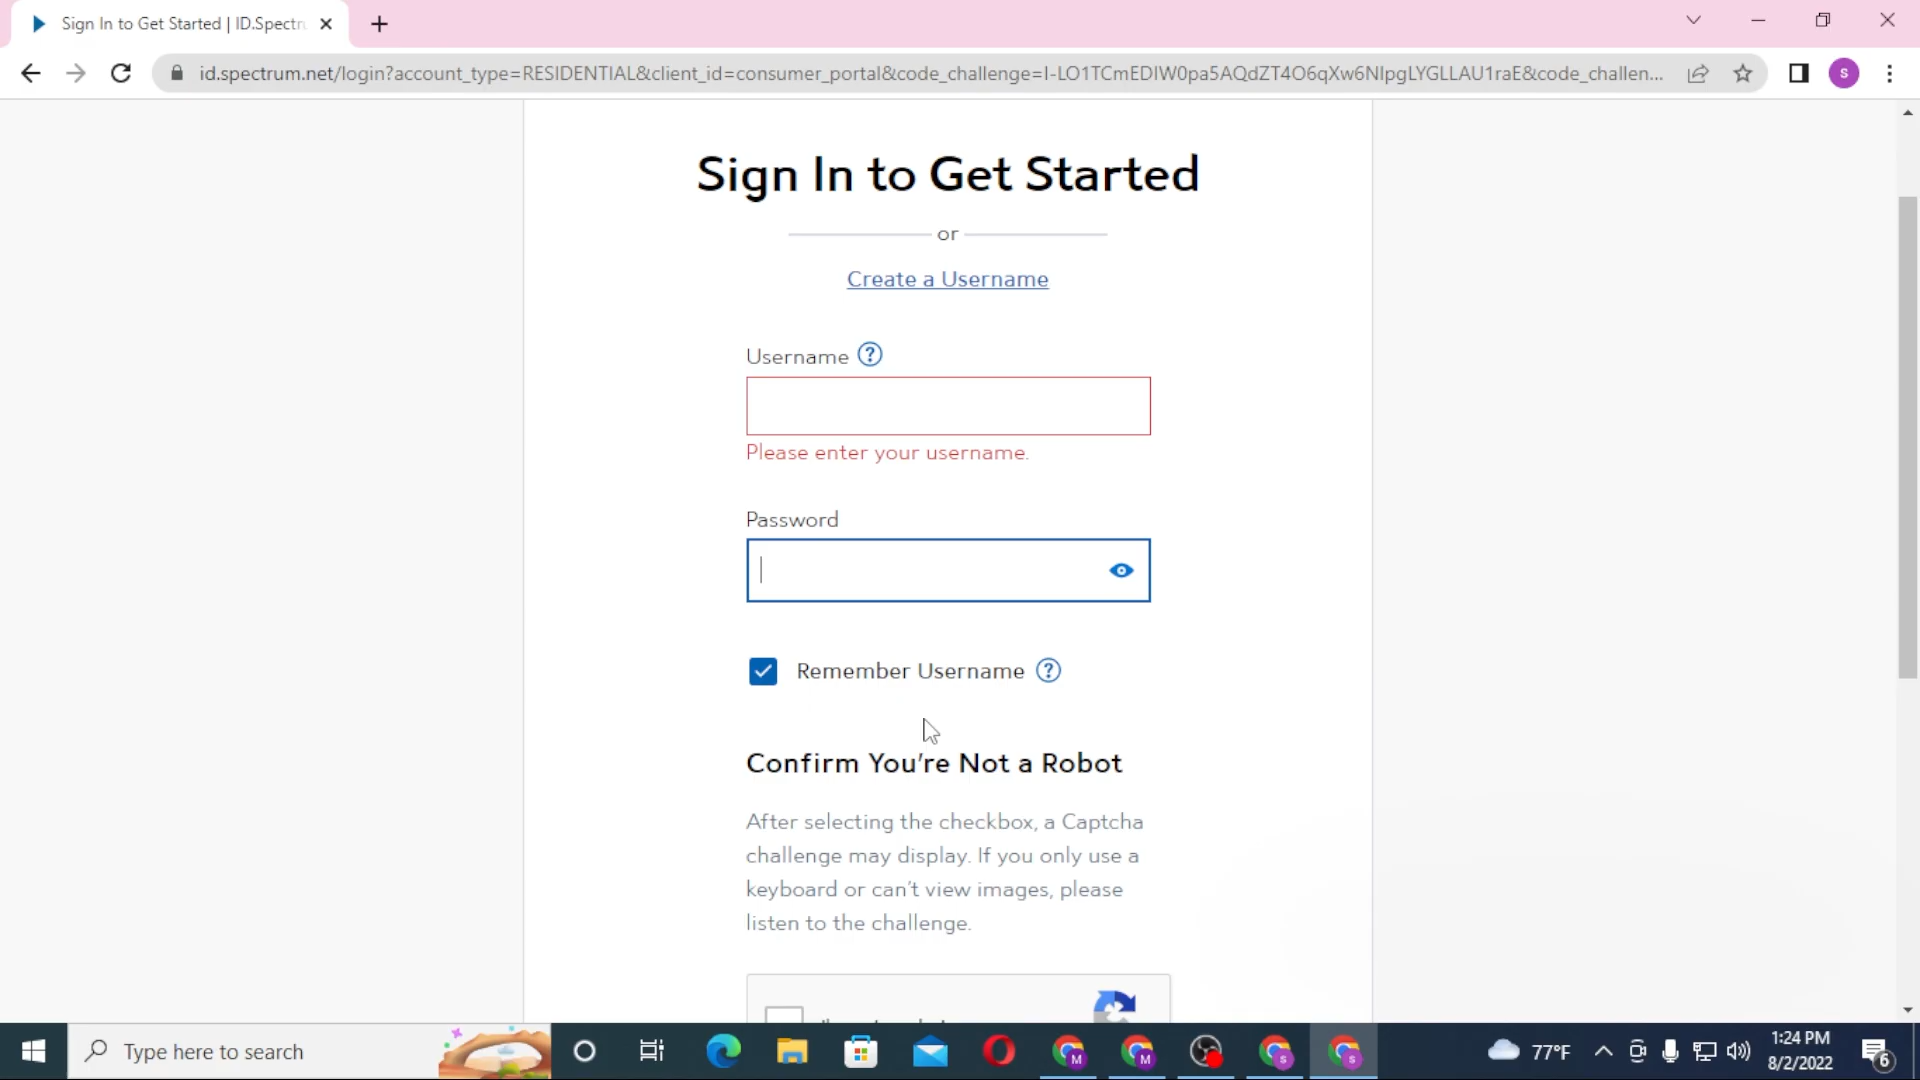 Sign In to Get Started | ID.Spectru
id.spectrum.net/login?account_type=RESIDENTIAL&client_id=consumer_portal&code_challenge=I-LO1TCmEDIW0pa5AQdZT4O6qXw6NIpgLYGLLAU1raE&code_challen...
S
Sign In to Get Started
or
Create a Username
Username ?
Please enter your username.
Password
Remember Username ?
Confirm You're Not a Robot
After selecting the checkbox, a Captcha
challenge may display. If you only use a
keyboard or can't view images, please
listen to the challenge.
Type here to search
M
M
S
S
77°F
1:24 PM
8/2/2022
6